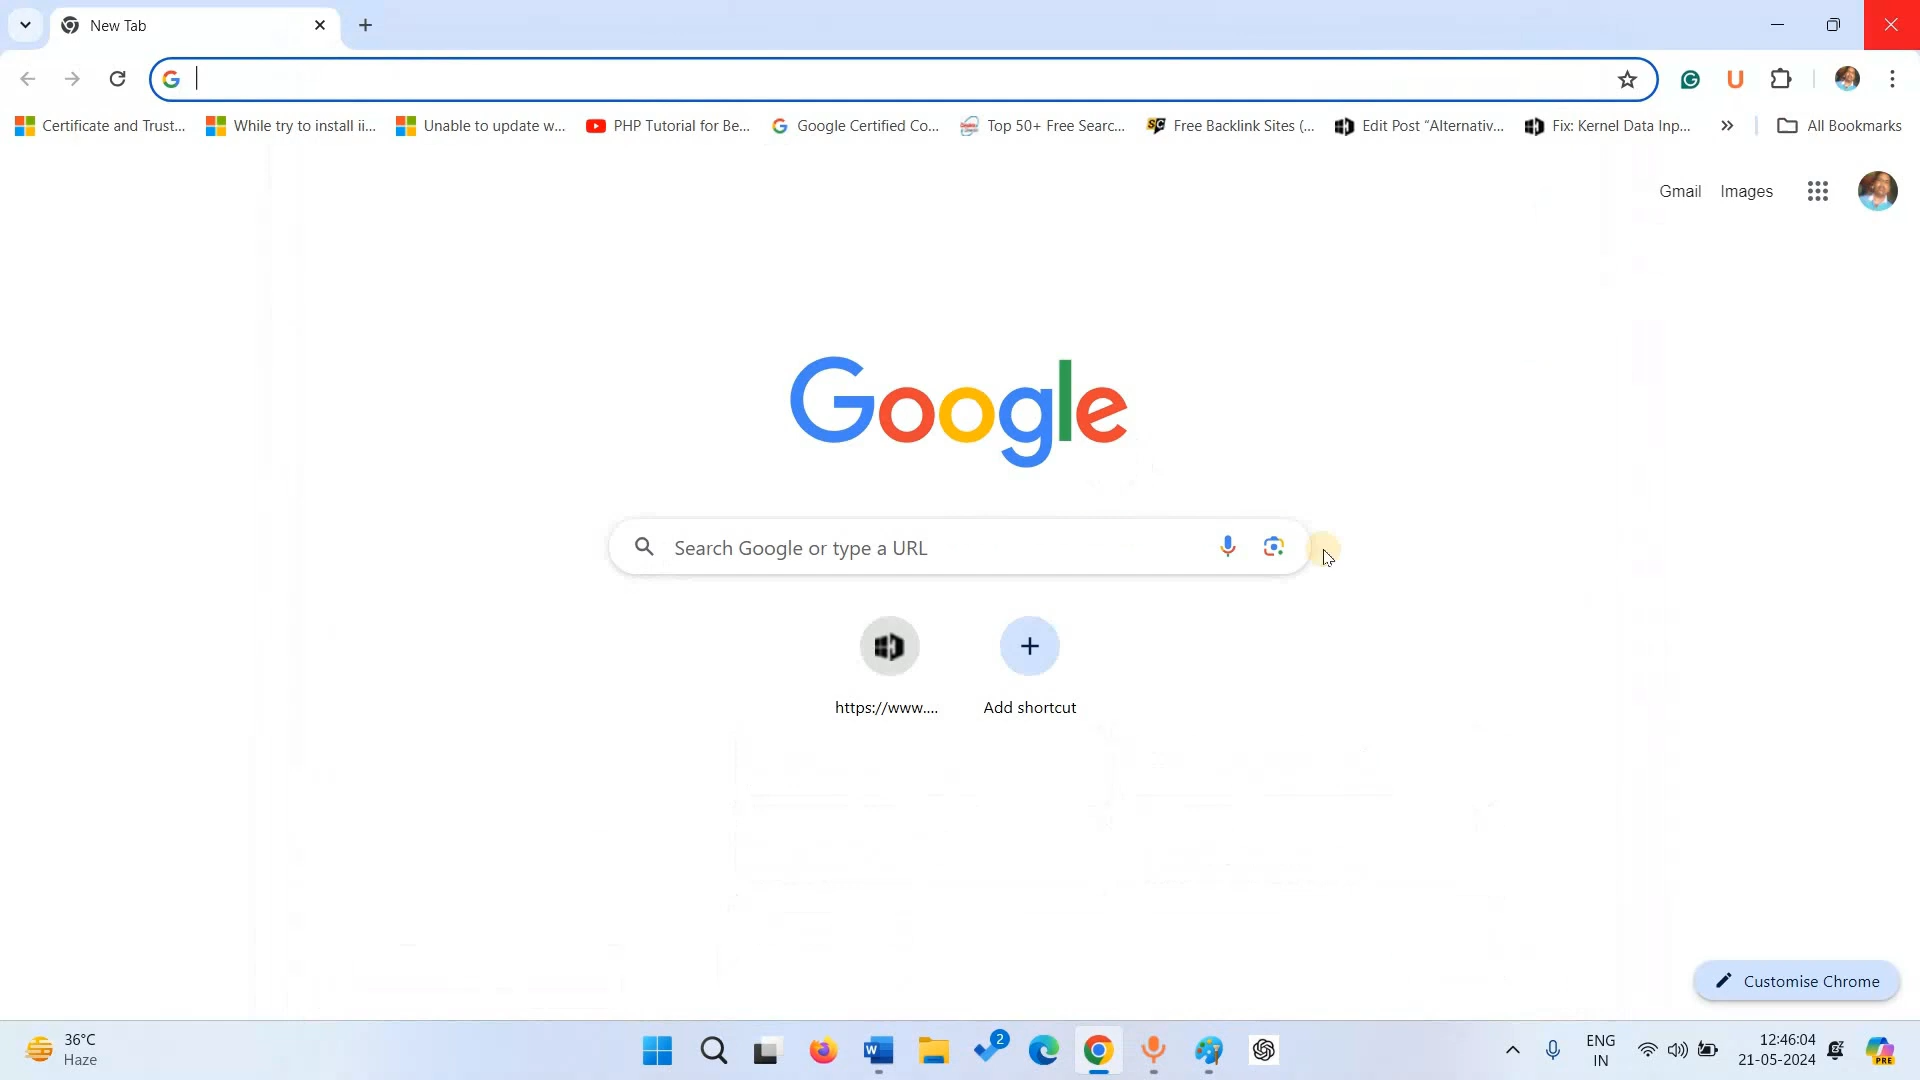 New Tab
Certificate and Trust...
While try to install ii...
Unable to update w...
PHP Tutorial for Be...
Google Certified Co...
Top 50+ Free Searc...
Free Backlink Sites (...
Edit Post “Alternativ...
Fix: Kernel Data Inp...
All Bookmarks
Gmail
Images
Google
Search Google or type a URL
https://www....
Add shortcut
Customise Chrome
36°C
Haze
2
ENG
IN
12:46:04
21-05-2024
PRE